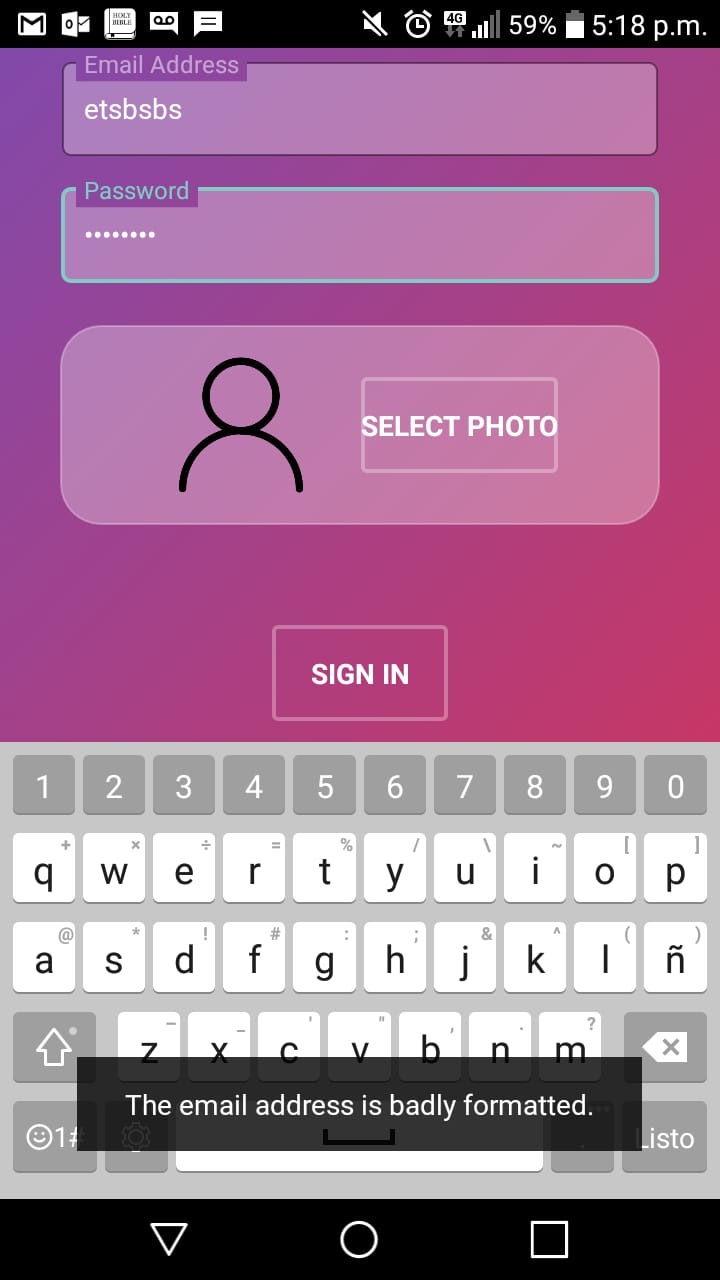 HOLY BIBLE
4G
59%
5:18 p.m.
Email Address
etsbsbs
Password
••••••••
SELECT PHOTO
SIGN IN
1 2 3 4 5 6 7 8 9 0
+ × ÷ = % / \ ~ [ ]
q w e r t y u i o p
@ * ! # : ; & ^ ( )
a s d f g h j k l ñ
– _ ' " , . ?
z x c v b n m
The email address is badly formatted.
1# . Listo